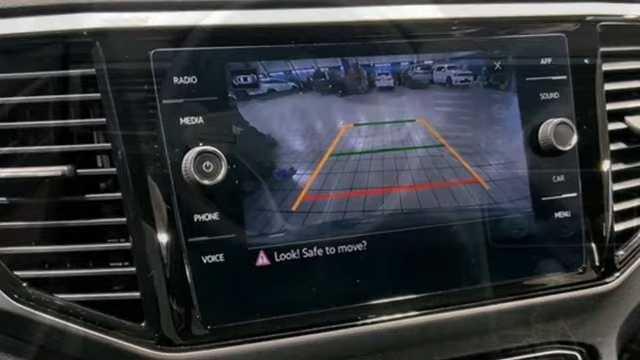 RADIO
MEDIA
PHONE
VOICE
APP
SOUND
CAR
MENU
Look! Safe to move?